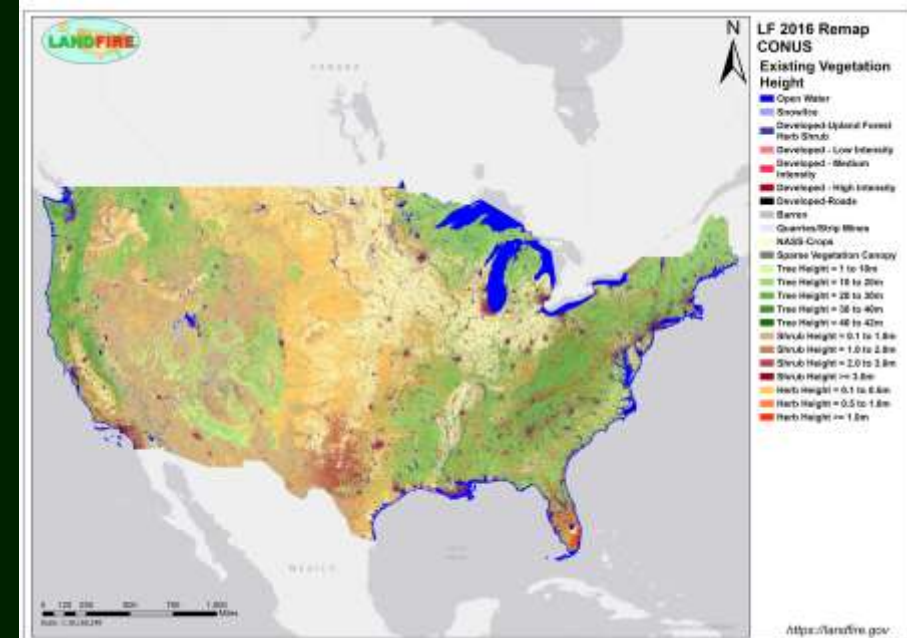 LANDFIRE
CANADA
N
LF 2016 Remap
CONUS
Existing Vegetation
Height
Open Water
Snow/Ice
Developed-Upland Forest
Herb Shrub
Developed - Low Intensity
Developed - Medium
Intensity
Developed - High Intensity
Developed-Roads
Barren
Quarries/Strip Mines
NASS-Crops
Sparse Vegetation Canopy
Tree Height = 1 to 10m
Tree Height = 10 to 20m
Tree Height = 20 to 30m
Tree Height = 30 to 40m
Tree Height = 40 to 42m
Shrub Height = 0.1 to 1.0m
Shrub Height = 1.0 to 2.0m
Shrub Height = 2.0 to 3.0m
Shrub Height >= 3.0m
Herb Height = 0.1 to 0.5m
Herb Height = 0.5 to 1.0m
Herb Height >= 1.0m
MEXICO
Miles
https://landfire.gov